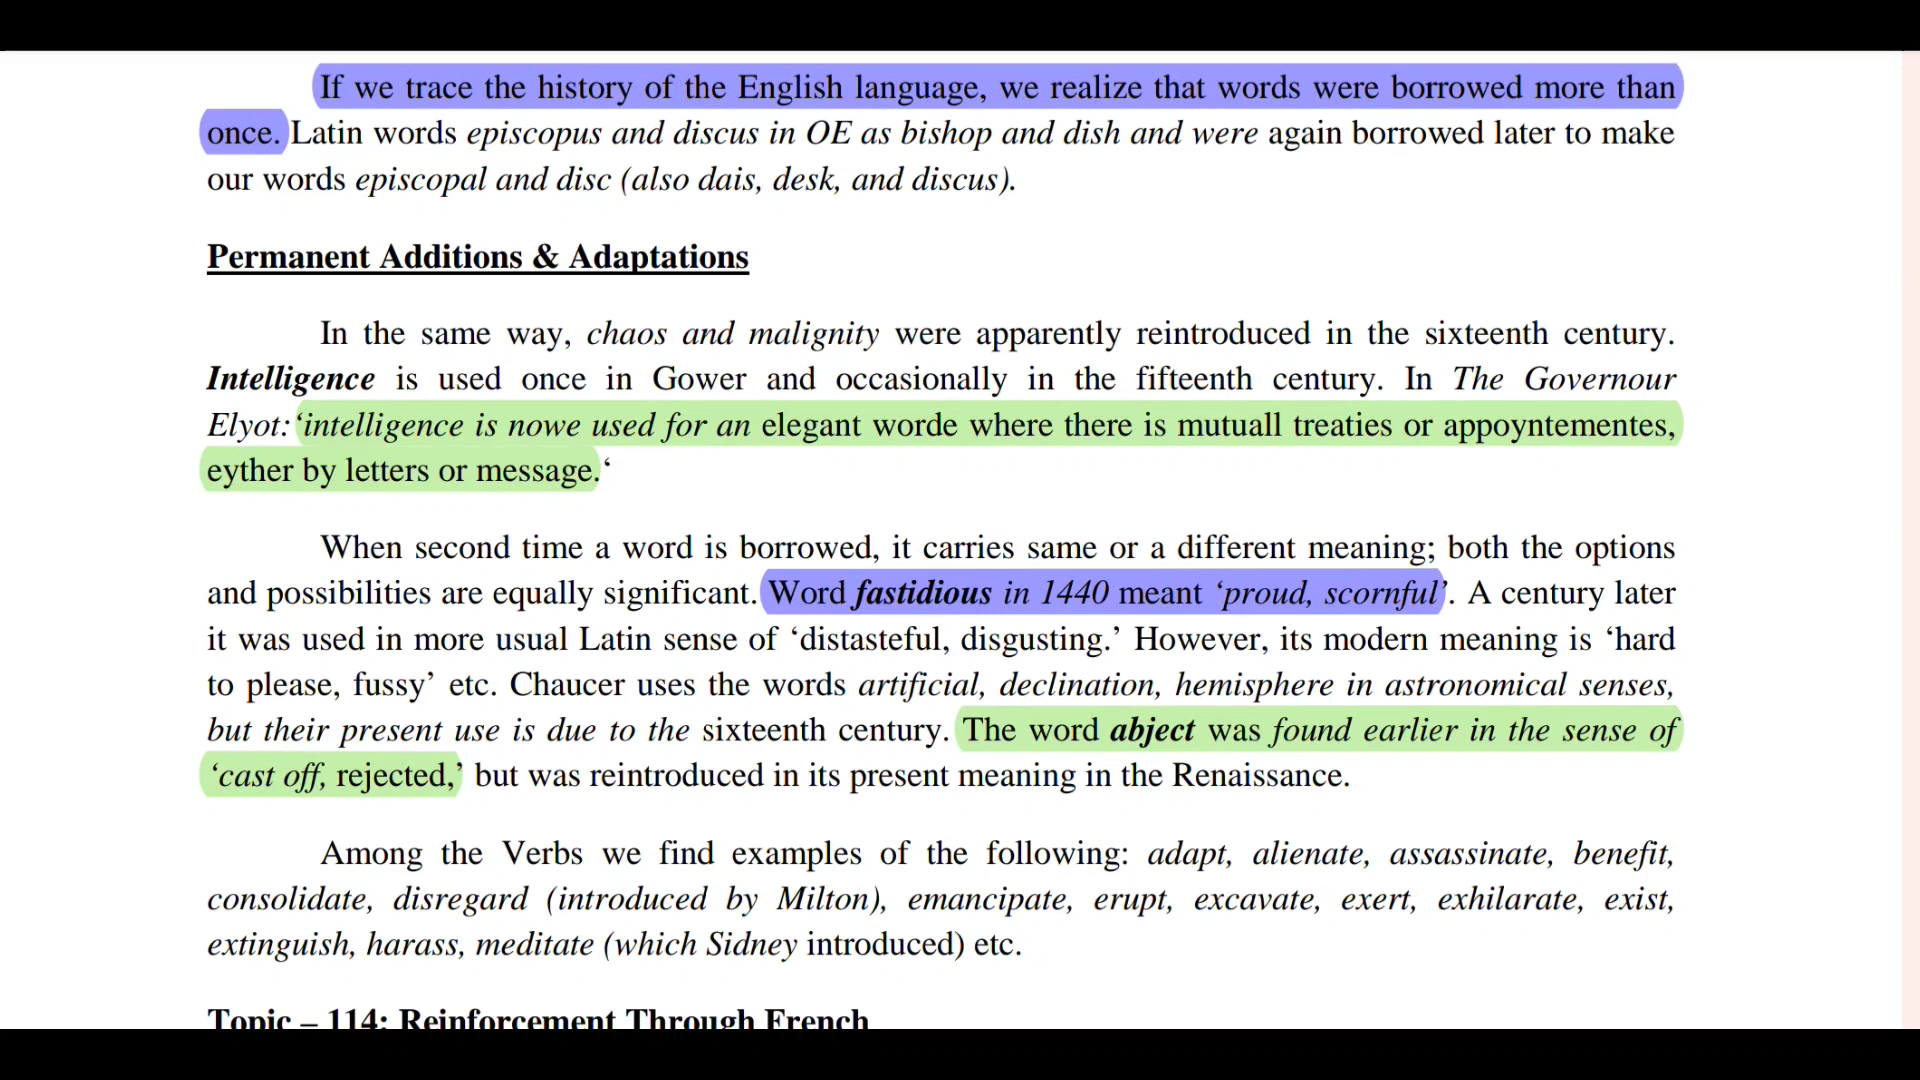 If we trace the history of the English language, we realize that words were borrowed more than
once. Latin words episcopus and discus in OE as bishop and dish and were again borrowed later to make
our words episcopal and disc (also dais, desk, and discus).
Permanent Additions & Adaptations
In the same way, chaos and malignity were apparently reintroduced in the sixteenth century.
Intelligence is used once in Gower and occasionally in the fifteenth century. In The Governour
Elyot:‘intelligence is nowe used for an elegant worde where there is mutuall treaties or appoyntementes,
eyther by letters or message.‘
When second time a word is borrowed, it carries same or a different meaning; both the options
and possibilities are equally significant. Word fastidious in 1440 meant ‘proud, scornful’. A century later
it was used in more usual Latin sense of ‘distasteful, disgusting.’ However, its modern meaning is ‘hard
to please, fussy’ etc. Chaucer uses the words artificial, declination, hemisphere in astronomical senses,
but their present use is due to the sixteenth century. The word abject was found earlier in the sense of
‘cast off, rejected,’ but was reintroduced in its present meaning in the Renaissance.
Among the Verbs we find examples of the following: adapt, alienate, assassinate, benefit,
consolidate, disregard (introduced by Milton), emancipate, erupt, excavate, exert, exhilarate, exist,
extinguish, harass, meditate (which Sidney introduced) etc.
Topic – 114: Reinforcement Through French